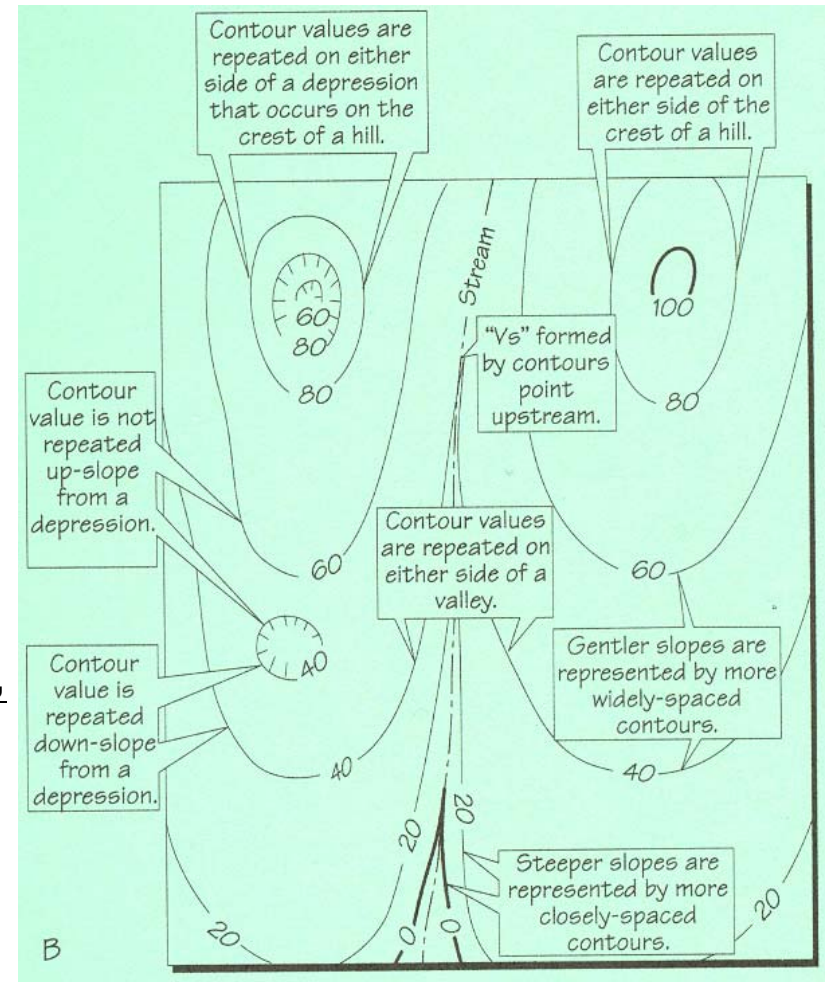 Contour values are
repeated on either
side of a depression
that occurs on the
crest of a hill.
Contour values
are repeated on
either side of the
crest of a hill.
Stream
60
80
80
100
80
"Vs" formed
by contours
point
upstream.
Contour
value is not
repeated
up-slope
from a
depression.
Contour values
are repeated on
either side of a
valley.
60
60
40
Contour
value is
repeated
down-slope
from a
depression.
Gentler slopes are
represented by more
widely-spaced
contours.
40
40
20
20
Steeper slopes are
represented by more
closely-spaced
contours.
20
20
0
0
B